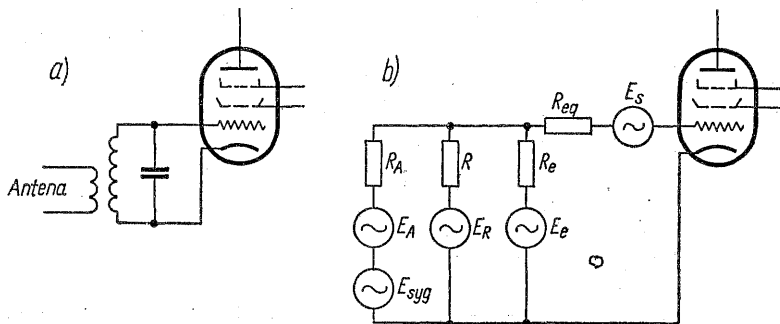 a)
Antena
b)
R_A
E_A
E_syg
R
E_R
R_e
E_e
R_eq
E_s